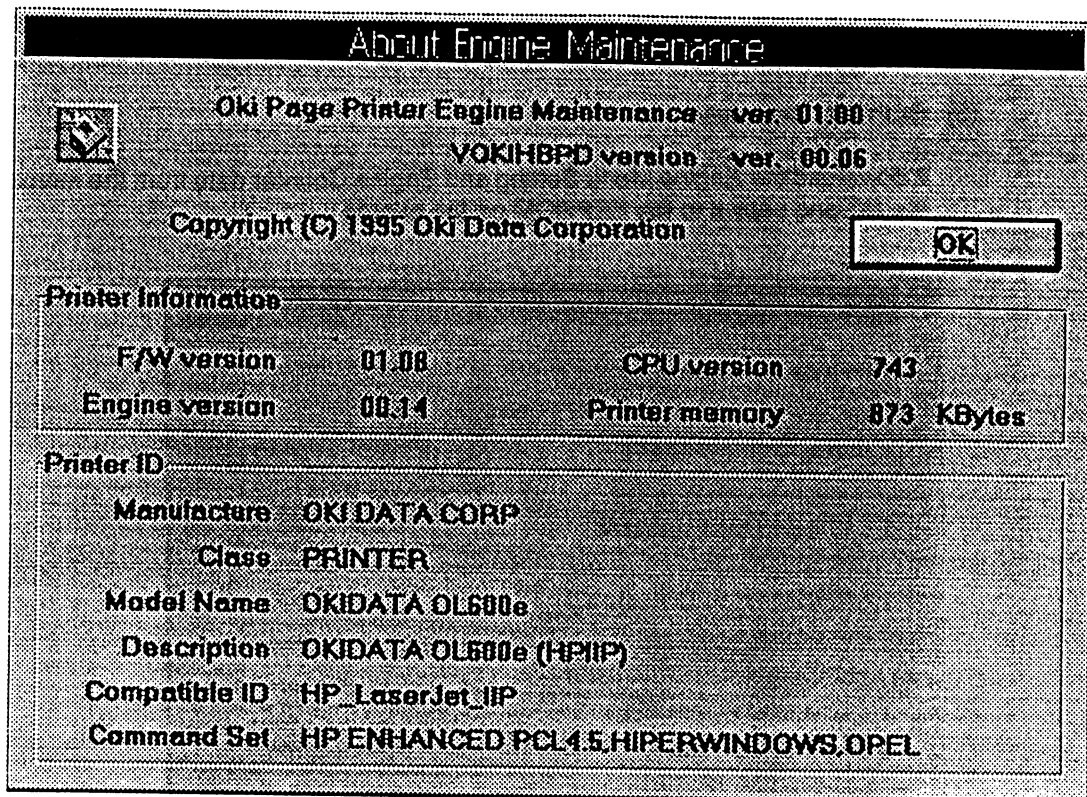 About Engine Maintenance
Oki Page Printer Engine Maintenance ver. 01.00
VOKIHBPD version ver. 00.06
Copyright (C) 1995 Oki Data Corporation
OK
Printer Information
F/W version 01.08 CPU version 743
Engine version 00.14 Printer memory 873 KBytes
Printer ID
Manufacture OKI DATA CORP
Class PRINTER
Model Name OKIDATA OL600e
Description OKIDATA OL600e (HPIIP)
Compatible ID HP_LaserJet_IIP
Command Set HP ENHANCED PCL4.5,HIPERWINDOWS,OPEL